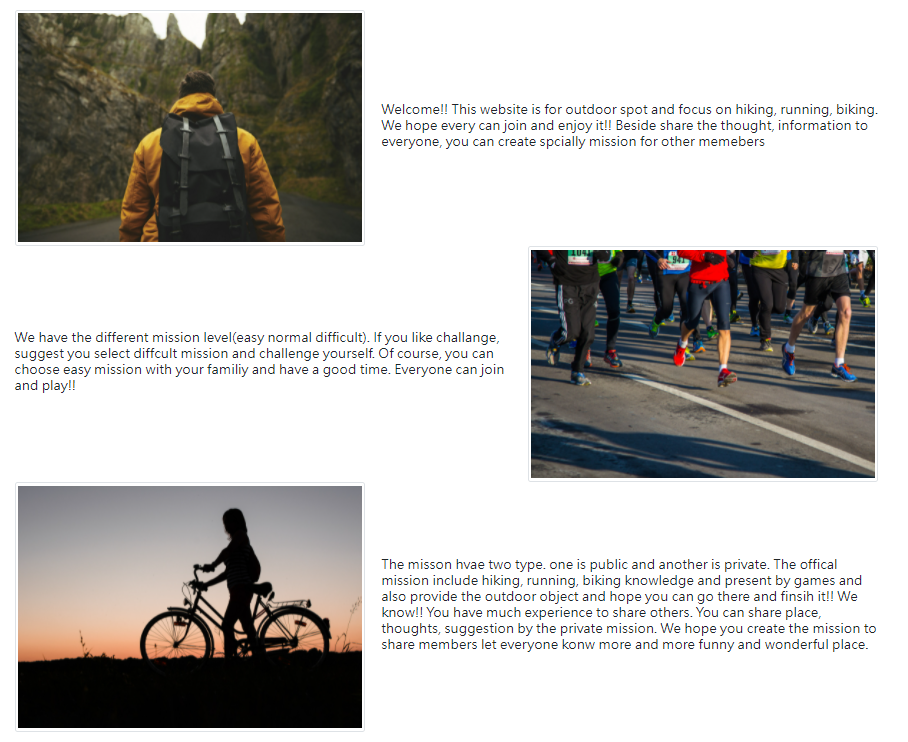 Welcome!! This website is for outdoor spot and focus on hiking, running, biking.
We hope every can join and enjoy it!! Beside share the thought, information to
everyone, you can create spcially mission for other memebers
1041
941
We have the different mission level(easy normal difficult). If you like challange,
suggest you select diffcult mission and challenge yourself. Of course, you can
choose easy mission with your familiy and have a good time. Everyone can join
and play!!
The misson hvae two type. one is public and another is private. The offical
mission include hiking, running, biking knowledge and present by games and
also provide the outdoor object and hope you can go there and finsih it!! We
know!! You have much experience to share others. You can share place,
thoughts, suggestion by the private mission. We hope you create the mission to
share members let everyone konw more and more funny and wonderful place.